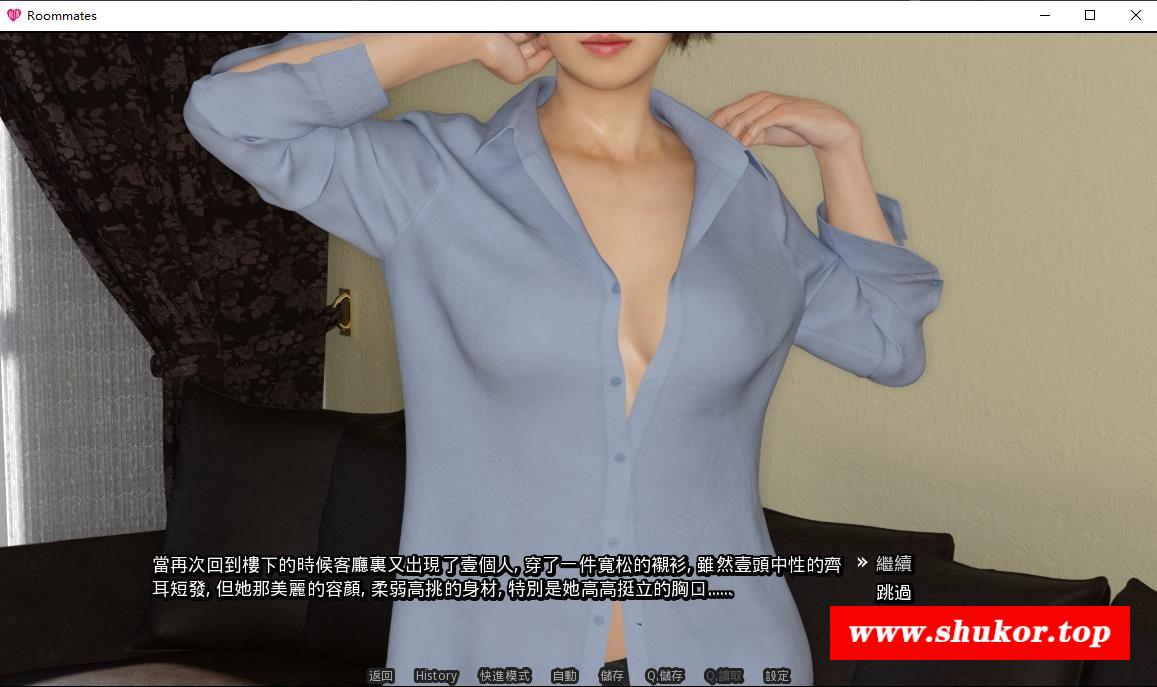 Roommates
當再次回到樓下的時候客廳裏又出現了壹個人, 穿了一件寬松的襯衫, 雖然壹頭中性的齊
耳短發, 但她那美麗的容顏, 柔弱高挑的身材, 特別是她高高挺立的胸口......
» 繼續
跳過
www.shukor.top
返回 History 快進模式 自動 儲存 Q.儲存 Q.讀取 設定